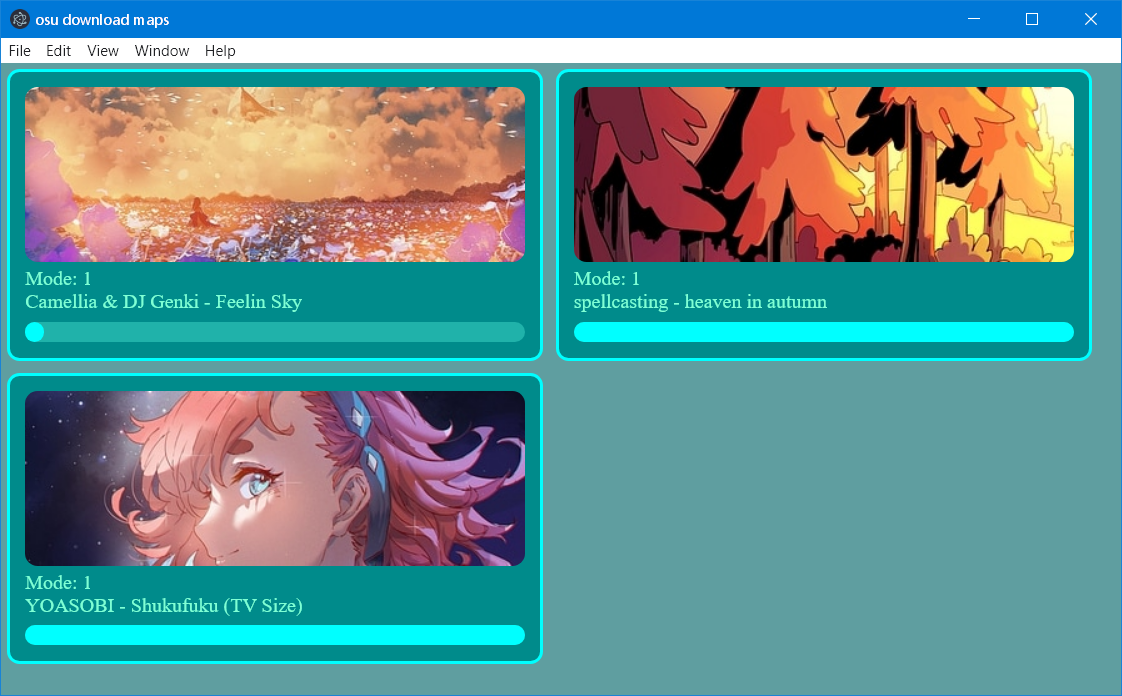 osu download maps
File Edit View Window Help
Mode: 1
Camellia & DJ Genki - Feelin Sky
Mode: 1
spellcasting - heaven in autumn
Mode: 1
YOASOBI - Shukufuku (TV Size)